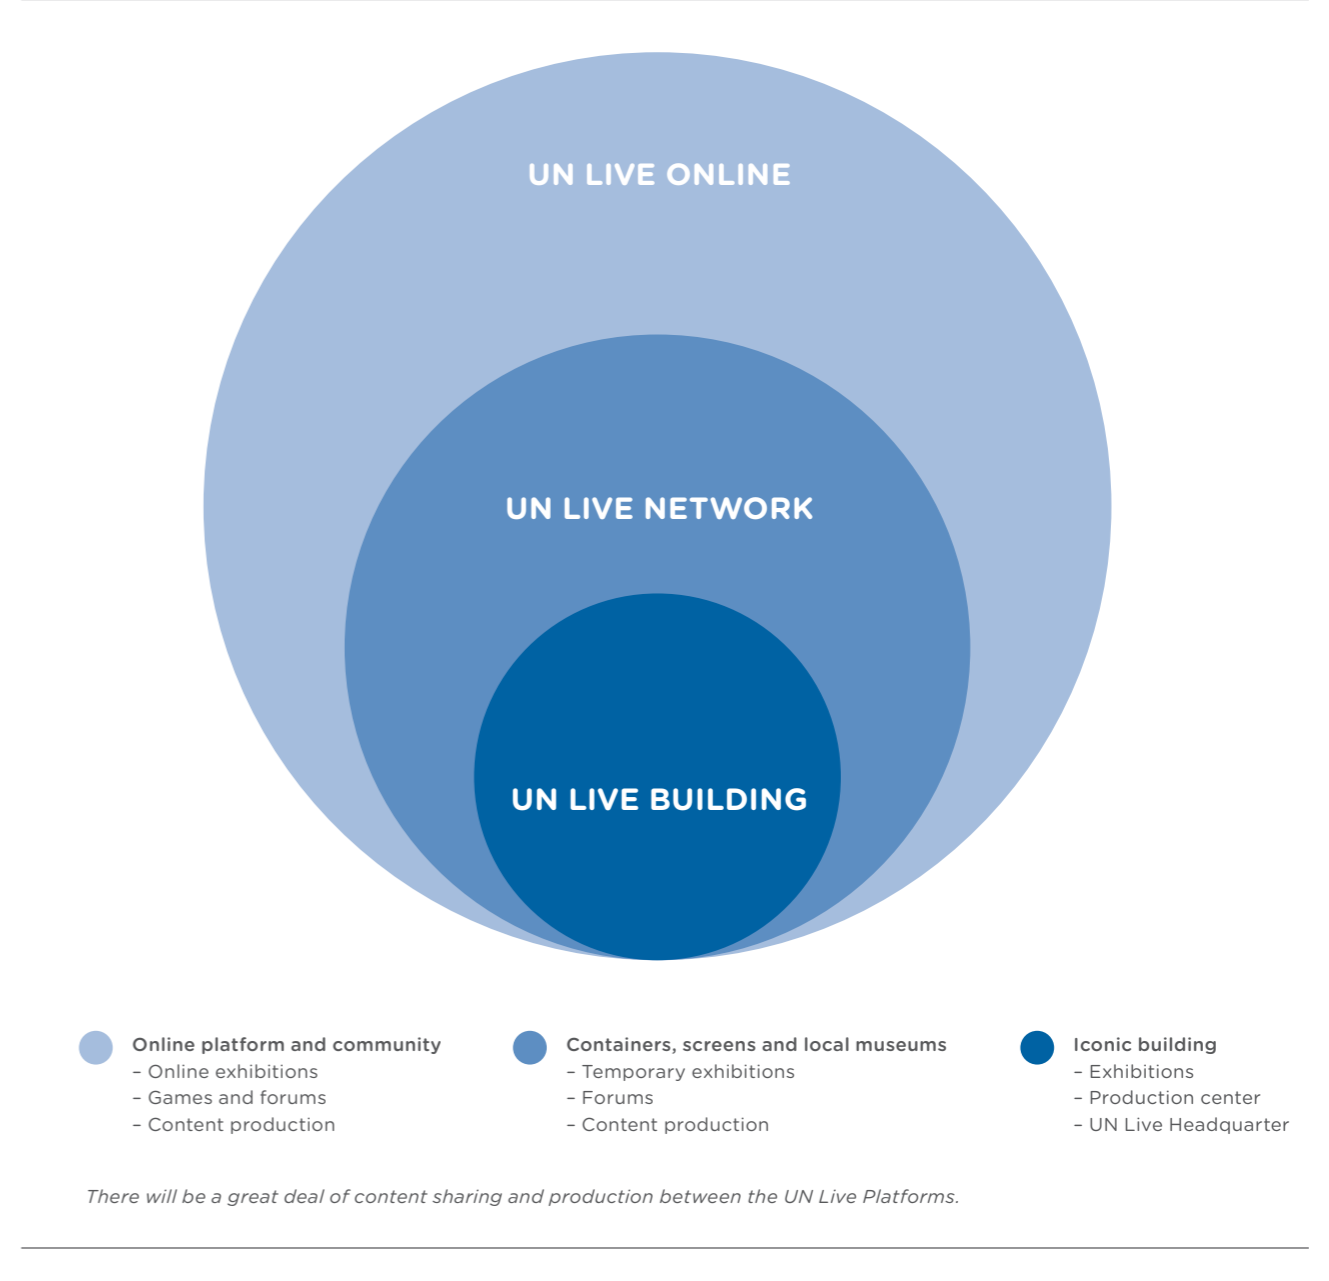 UN LIVE ONLINE
UN LIVE NETWORK
UN LIVE BUILDING
Online platform and community
– Online exhibitions
– Games and forums
– Content production
Containers, screens and local museums
– Temporary exhibitions
– Forums
– Content production
Iconic building
– Exhibitions
– Production center
– UN Live Headquarter
There will be a great deal of content sharing and production between the UN Live Platforms.